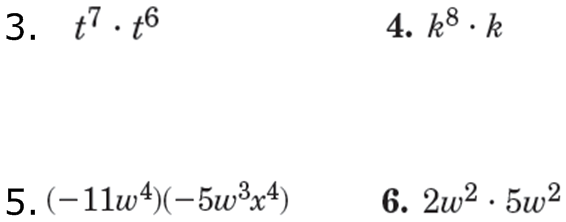 3. t⁷ · t⁶ 4. k⁸ · k
5. (−11w⁴)(−5w³x⁴) 6. 2w² · 5w²